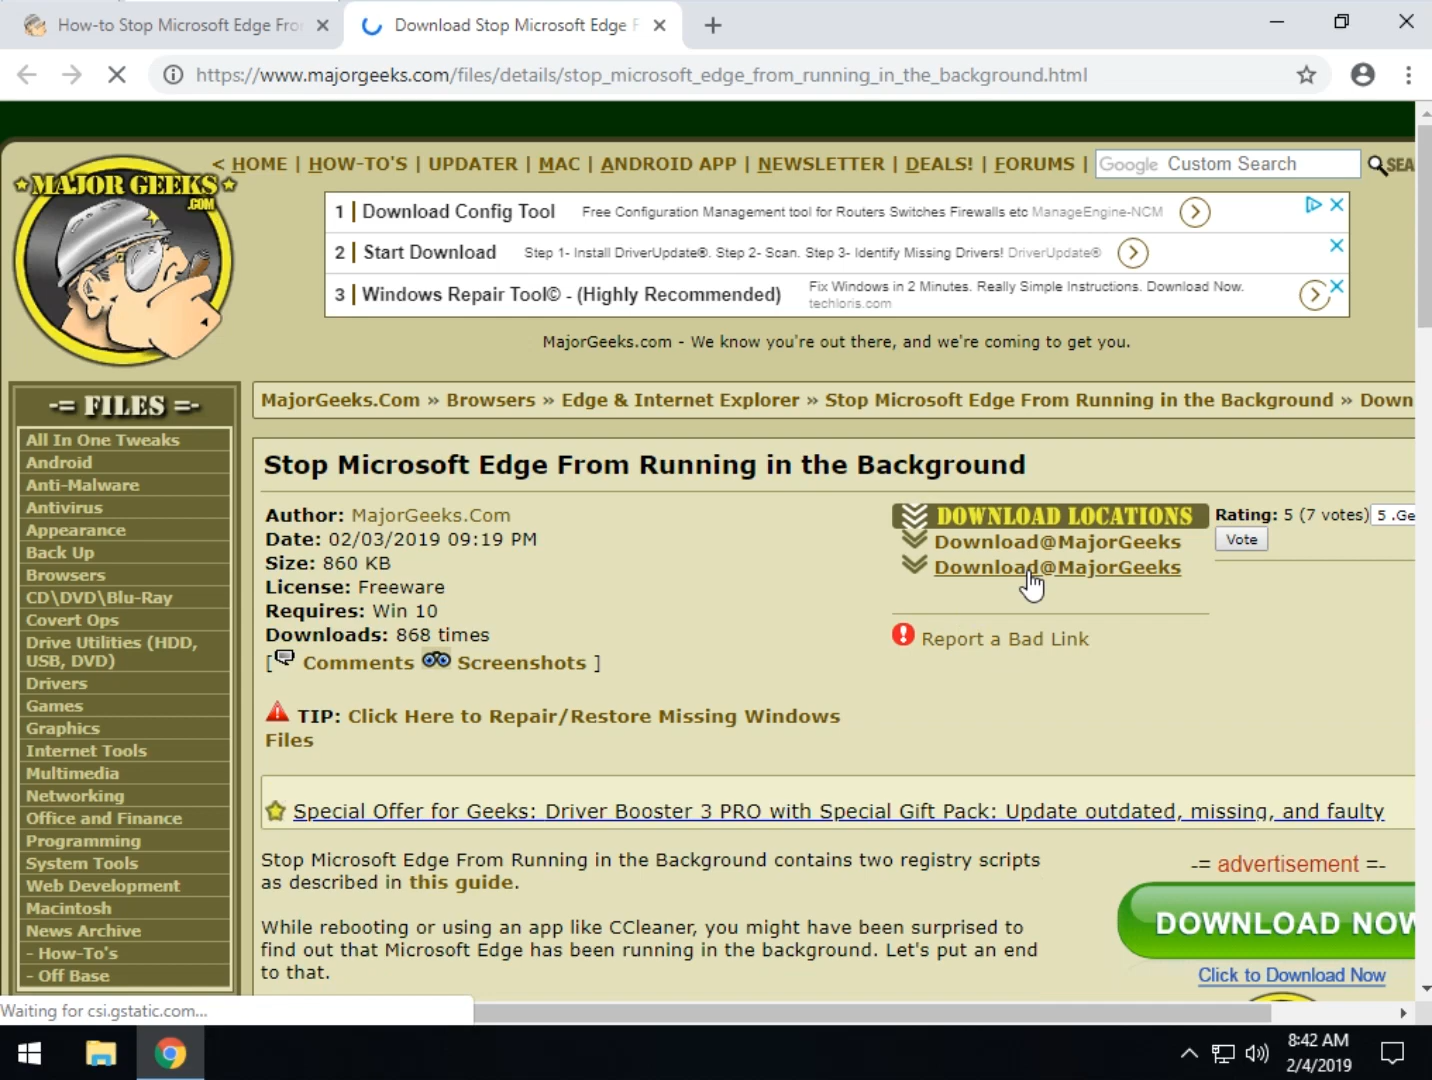 How-to Stop Microsoft Edge Fro
Download Stop Microsoft Edge F
https://www.majorgeeks.com/files/details/stop_microsoft_edge_from_running_in_the_background.html
MAJOR GEEKS
.COM
< HOME | HOW-TO'S | UPDATER | MAC | ANDROID APP | NEWSLETTER | DEALS! | FORUMS |
Google Custom Search
SEA
1 | Download Config Tool Free Configuration Management tool for Routers Switches Firewalls etc ManageEngine-NCM
2 | Start Download Step 1- Install DriverUpdate®. Step 2- Scan. Step 3- Identify Missing Drivers! DriverUpdate®
3 | Windows Repair Tool© - (Highly Recommended) Fix Windows in 2 Minutes. Really Simple Instructions. Download Now.
techloris.com
MajorGeeks.com - We know you're out there, and we're coming to get you.
-= FILES =-
All In One Tweaks
Android
Anti-Malware
Antivirus
Appearance
Back Up
Browsers
CD\DVD\Blu-Ray
Covert Ops
Drive Utilities (HDD,
USB, DVD)
Drivers
Games
Graphics
Internet Tools
Multimedia
Networking
Office and Finance
Programming
System Tools
Web Development
Macintosh
News Archive
- How-To's
- Off Base
MajorGeeks.Com » Browsers » Edge & Internet Explorer » Stop Microsoft Edge From Running in the Background » Down
Stop Microsoft Edge From Running in the Background
Author: MajorGeeks.Com
Date: 02/03/2019 09:19 PM
Size: 860 KB
License: Freeware
Requires: Win 10
Downloads: 868 times
[ Comments Screenshots ]
DOWNLOAD LOCATIONS
Download@MajorGeeks
Download@MajorGeeks
Report a Bad Link
Rating: 5 (7 votes) 5 .Ge
Vote
TIP: Click Here to Repair/Restore Missing Windows
Files
Special Offer for Geeks: Driver Booster 3 PRO with Special Gift Pack: Update outdated, missing, and faulty
Stop Microsoft Edge From Running in the Background contains two registry scripts
as described in this guide.
While rebooting or using an app like CCleaner, you might have been surprised to
find out that Microsoft Edge has been running in the background. Let's put an end
to that.
-= advertisement =-
DOWNLOAD NOW
Click to Download Now
Waiting for csi.gstatic.com...
8:42 AM
2/4/2019